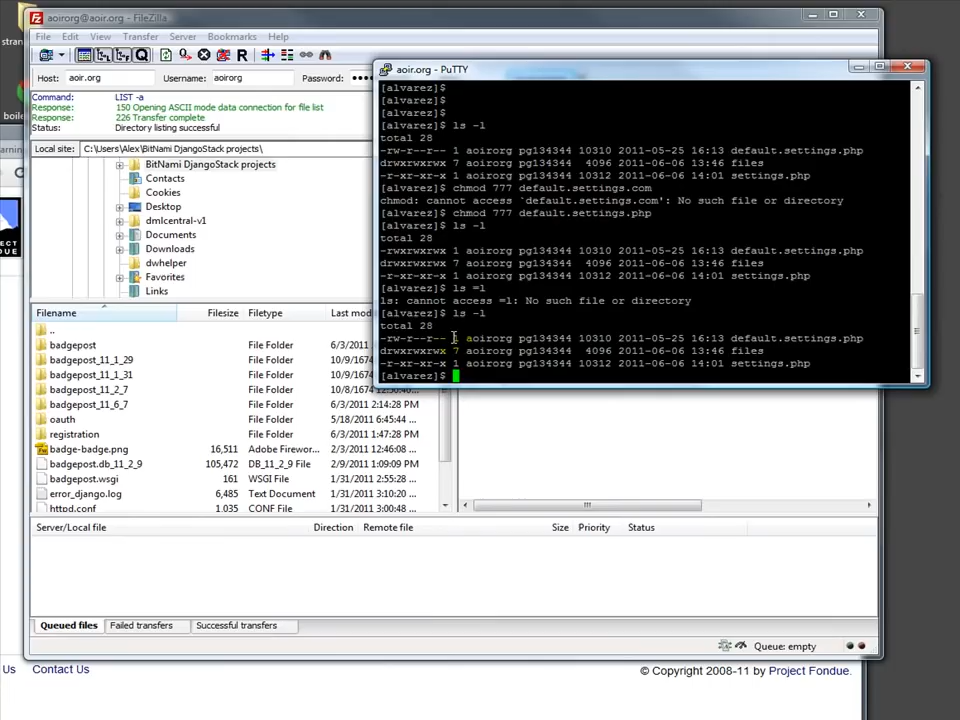 stran
boile
arning
JECT
DUE
aoirorg@aoir.org - FileZilla
File Edit View Transfer Server Bookmarks Help
Host: aoir.org Username: aoirorg Password:
Command: LIST -a
Response: 150 Opening ASCII mode data connection for file list
Response: 226 Transfer complete
Status: Directory listing successful
Local site: C:\Users\Alex\BitNami DjangoStack projects\
BitNami DjangoStack projects
Contacts
Cookies
Desktop
dmlcentral-v1
Documents
Downloads
dwhelper
Favorites
Links
Filename Filesize Filetype Last mod
..
badgepost File Folder 6/3/2011
badgepost_11_1_29 File Folder 10/9/1674
badgepost_11_1_31 File Folder 10/9/1674
badgepost_11_2_7 File Folder
badgepost_11_6_7 File Folder 6/3/2011 2:14:28 PM
oauth File Folder 5/18/2011 6:45:44
registration File Folder 6/3/2011 1:47:28 PM
badge-badge.png 16,511 Adobe Firewor... 2/3/2011 12:46:08
badgepost.db_11_2_9 105,472 DB_11_2_9 File 2/9/2011 1:09:09 PM
badgepost.wsgi 161 WSGI File 1/31/2011 2:55:28
error_django.log 6,485 Text Document 1/31/2011 3:10:20
httpd.conf 1,035 CONF File 1/31/2011 3:00:48
aoir.org - PuTTY
[alvarez]$
[alvarez]$
[alvarez]$
[alvarez]$ ls -l
total 28
-rw-r--r-- 1 aoirorg pg134344 10310 2011-05-25 16:13 default.settings.php
drwxrwxrwx 7 aoirorg pg134344 4096 2011-06-06 13:46 files
-r-xr-xr-x 1 aoirorg pg134344 10312 2011-06-06 14:01 settings.php
[alvarez]$ chmod 777 default.settings.com
chmod: cannot access `default.settings.com': No such file or directory
[alvarez]$ chmod 777 default.settings.php
[alvarez]$ ls -l
total 28
-rwxrwxrwx 1 aoirorg pg134344 10310 2011-05-25 16:13 default.settings.php
drwxrwxrwx 7 aoirorg pg134344 4096 2011-06-06 13:46 files
-r-xr-xr-x 1 aoirorg pg134344 10312 2011-06-06 14:01 settings.php
[alvarez]$ ls =l
ls: cannot access =l: No such file or directory
[alvarez]$ ls -l
total 28
-rw-r--r-- 1 aoirorg pg134344 10310 2011-05-25 16:13 default.settings.php
drwxrwxrwx 7 aoirorg pg134344 4096 2011-06-06 13:46 files
-r-xr-xr-x 1 aoirorg pg134344 10312 2011-06-06 14:01 settings.php
[alvarez]$
Server/Local file Direction Remote file Size Priority Status
Queued files Failed transfers Successful transfers
Queue: empty
Us Contact Us © Copyright 2008-11 by Project Fondue.